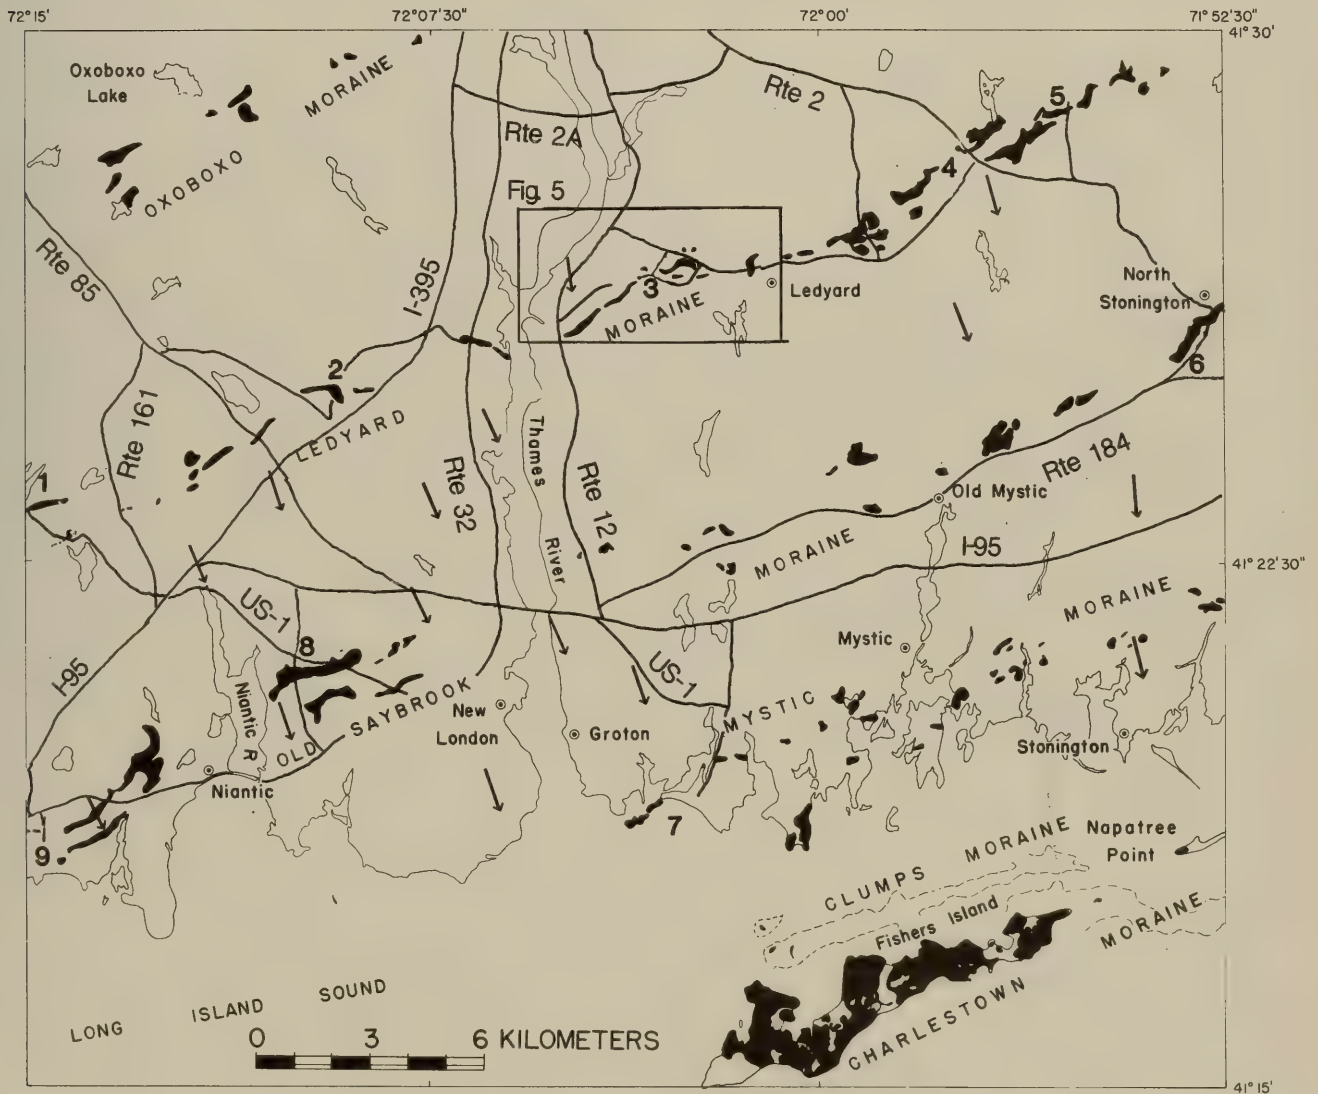 72° 15'
72° 07' 30"
72° 00'
71° 52' 30"
41° 30
Oxoboxo
Lake
MORAINE
OXOBOXO
Rte 2
Rte 2A
Fig. 5
5
4
Rte 85
I-395
3
MORAINE
Ledyard
North
Stonington
6
2
Rte 161
LEDYARD
Thames
River
Rte 32
Rte 12
Rte 184
1
Old Mystic
MORAINE
I-95
41° 22' 30"
US-1
8
MORAINE
Mystic
I-95
Niantic R.
OLD SAYBROOK
New
London
US-1
Groton
MYSTIC
Stonington
Niantic
9
7
CLUMPS MORAINE
Napatree
Point
Fishers Island
MORAINE
CHARLESTOWN
LONG ISLAND SOUND
0 3 6 KILOMETERS
41° 15'